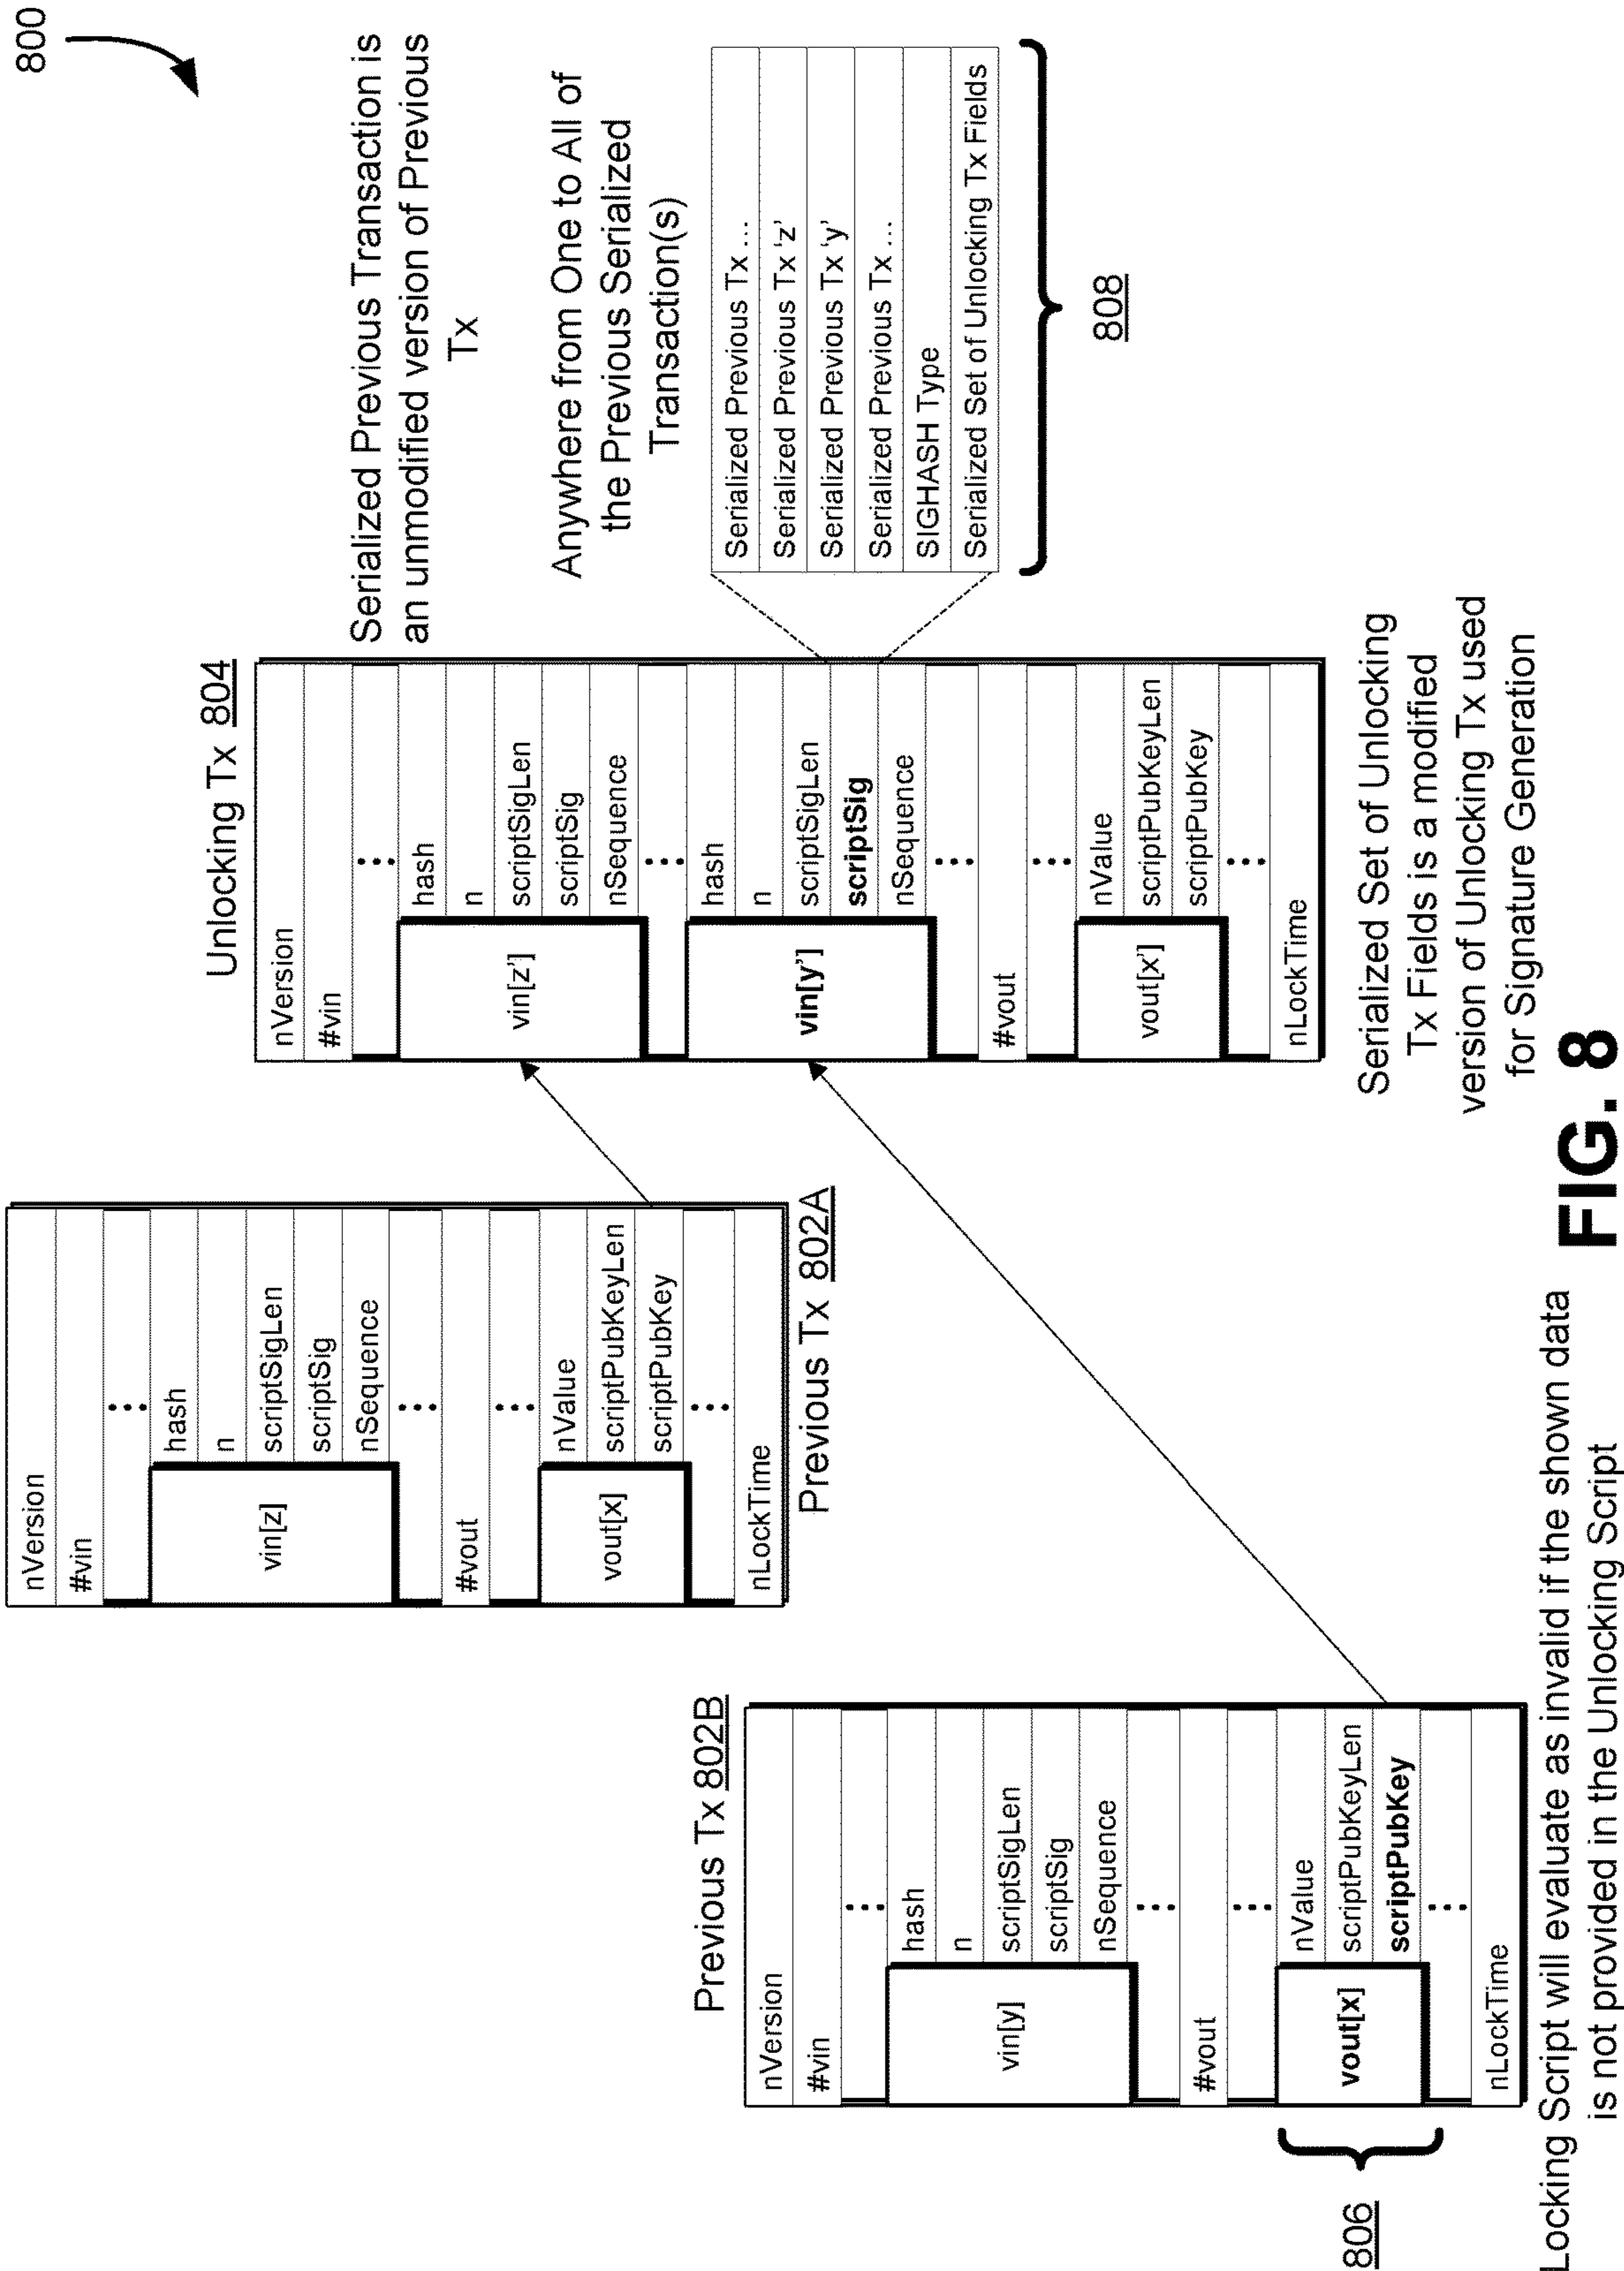 800
Previous Tx 802B
nVersion
#vin
⋮
vin[y]
hash
n
scriptSigLen
scriptSig
nSequence
⋮
#vout
⋮
vout[x]
nValue
scriptPubKeyLen
scriptPubKey
⋮
nLockTime
806
Locking Script will evaluate as invalid if the shown data
is not provided in the Unlocking Script
nVersion
#vin
⋮
vin[z]
hash
n
scriptSigLen
scriptSig
nSequence
⋮
#vout
⋮
vout[x]
nValue
scriptPubKeyLen
scriptPubKey
⋮
nLockTime
Previous Tx 802A
Unlocking Tx 804
nVersion
#vin
⋮
vin[z']
hash
n
scriptSigLen
scriptSig
nSequence
⋮
vin[y']
hash
n
scriptSigLen
scriptSig
nSequence
⋮
#vout
⋮
vout[x']
nValue
scriptPubKeyLen
scriptPubKey
⋮
nLockTime
Serialized Set of Unlocking
Tx Fields is a modified
version of Unlocking Tx used
for Signature Generation
Serialized Previous Transaction is
an unmodified version of Previous
Tx
Anywhere from One to All of
the Previous Serialized
Transaction(s)
Serialized Previous Tx ...
Serialized Previous Tx 'z'
Serialized Previous Tx 'y'
Serialized Previous Tx ...
SIGHASH Type
Serialized Set of Unlocking Tx Fields
808
FIG. 8